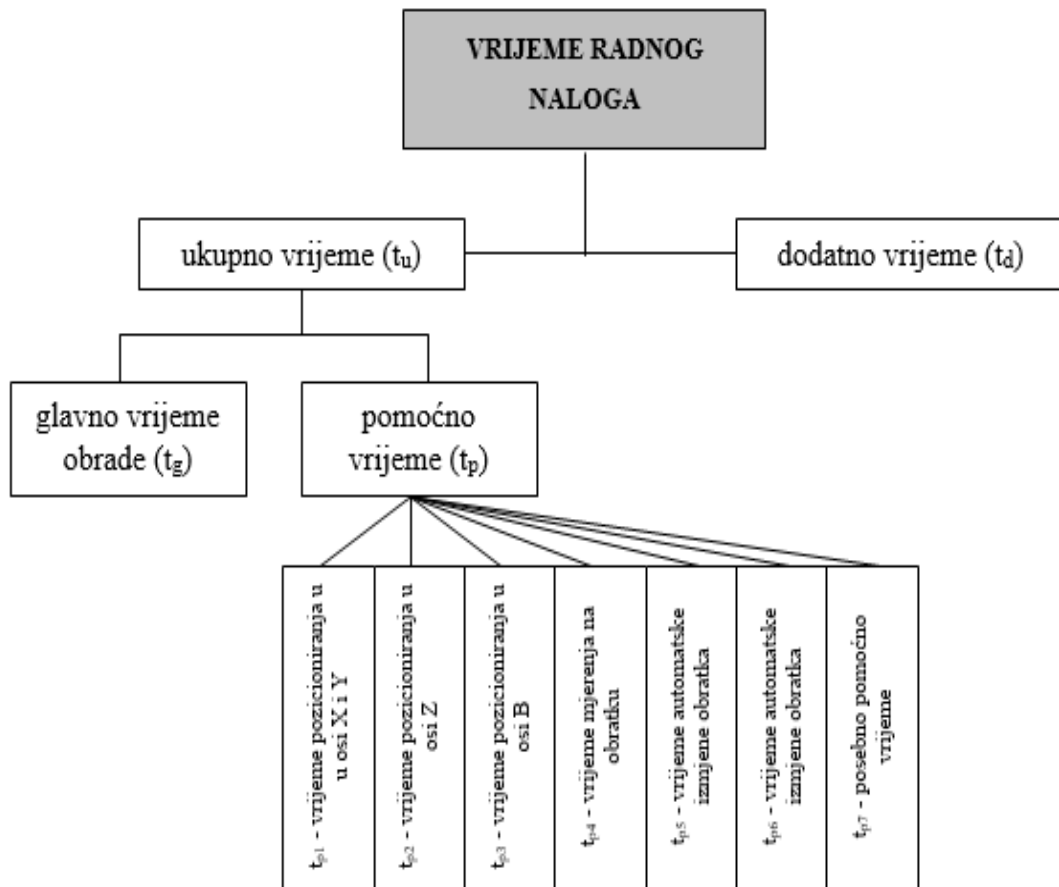 VRIJEME RADNOG
NALOGA
ukupno vrijeme (tu)
dodatno vrijeme (td)
glavno vrijeme
obrade (tg)
pomoćno
vrijeme (tp)
tp1 - vrijeme pozicioniranja u
u osi X i Y
tp2 - vrijeme pozicioniranja u
osi Z
tp3 - vrijeme pozicioniranja u
osi B
tp4 - vrijeme mjerenja na
obratku
tp5 - vrijeme automatske
izmjene obratka
tp6 - vrijeme automatske
izmjene obratka
tp7 - posebno pomoćno
vrijeme